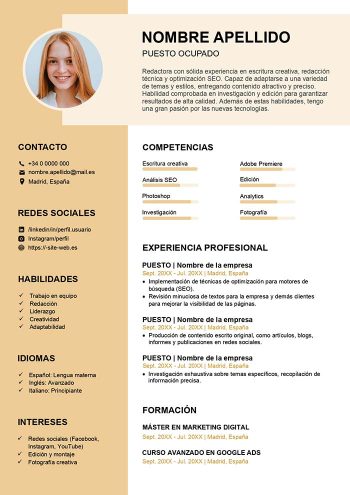 NOMBRE APELLIDO
PUESTO OCUPADO
Redactora con sólida experiencia en escritura creativa, redacción
técnica y optimización SEO. Capaz de adaptarse a una variedad de
temas y estilos, entregando contenido atractivo y preciso.
Habilidad comprobada en investigación y edición para garantizar
resultados de alta calidad. Además de estas habilidades, tengo
una gran pasión por las nuevas tecnologías.
CONTACTO
+34 0 0000 000
nombre.apellido@mail.es
Madrid, España
REDES SOCIALES
/linkedin/in/perfil.usuario
Instagram/perfil
https://-site-web.es
HABILIDADES
✓ Trabajo en equipo
✓ Redacción
✓ Liderazgo
✓ Creatividad
✓ Adaptabilidad
IDIOMAS
✓ Español: Lengua materna
✓ Inglés: Avanzado
✓ Italiano: Principiante
INTERESES
✓ Redes sociales (Facebook,
Instagram, YouTube)
✓ Edición y montaje
✓ Fotografía creativa
COMPETENCIAS
Escritura creativa
Adobe Premiere
Análisis SEO
Edición
Photoshop
Analytics
Investigación
Fotografía
EXPERIENCIA PROFESIONAL
PUESTO | Nombre de la empresa
Sept. 20XX – Jul. 20XX | Madrid, España
• Implementación de técnicas de optimización para motores de
búsqueda (SEO).
• Revisión minuciosa de textos para la empresa y demás clientes
para mejorar la visibilidad en las páginas.
PUESTO | Nombre de la empresa
Sept. 20XX – Jul. 20XX | Madrid, España
• Producción de contenido escrito original, como artículos, blogs,
informes y publicaciones en redes sociales.
PUESTO | Nombre de la empresa
Sept. 20XX – Jul. 20XX | Madrid, España
• Investigación exhaustiva sobre temas específicos, recopilación de
información precisa.
FORMACIÓN
MÁSTER EN MARKETING DIGITAL
Sept. 20XX – Jul. 20XX | Madrid, España
CURSO AVANZADO EN GOOGLE ADS
Sept. 20XX – Jul. 20XX | Madrid, España